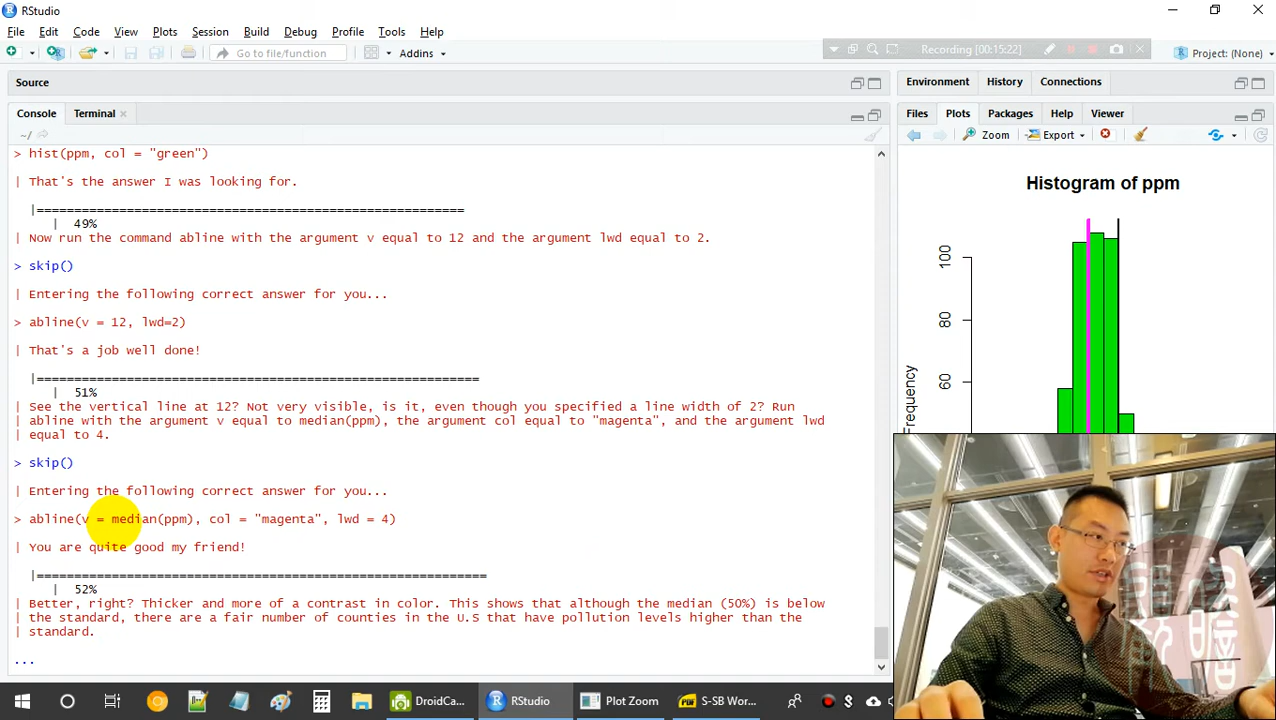 RStudio
File Edit Code View Plots Session Build Debug Profile Tools Help
Go to file/function
Addins
Recording [00:15:22]
Project: (None)
Source
Console Terminal
~/
> hist(ppm, col = "green")
| That's the answer I was looking for.
|=========================================================
| 49%
| Now run the command abline with the argument v equal to 12 and the argument lwd equal to 2.
> skip()
| Entering the following correct answer for you...
> abline(v = 12, lwd=2)
| That's a job well done!
|===========================================================
| 51%
| See the vertical line at 12? Not very visible, is it, even though you specified a line width of 2? Run
| abline with the argument v equal to median(ppm), the argument col equal to "magenta", and the argument lwd
| equal to 4.
> skip()
| Entering the following correct answer for you...
> abline(v = median(ppm), col = "magenta", lwd = 4)
| You are quite good my friend!
|============================================================
| 52%
| Better, right? Thicker and more of a contrast in color. This shows that although the median (50%) is below
| the standard, there are a fair number of counties in the U.S that have pollution levels higher than the
| standard.
...
Environment History Connections
Files Plots Packages Help Viewer
Zoom Export
Histogram of ppm
100
80
60
Frequency
DroidCa...
RStudio
Plot Zoom
S-SB Wor...